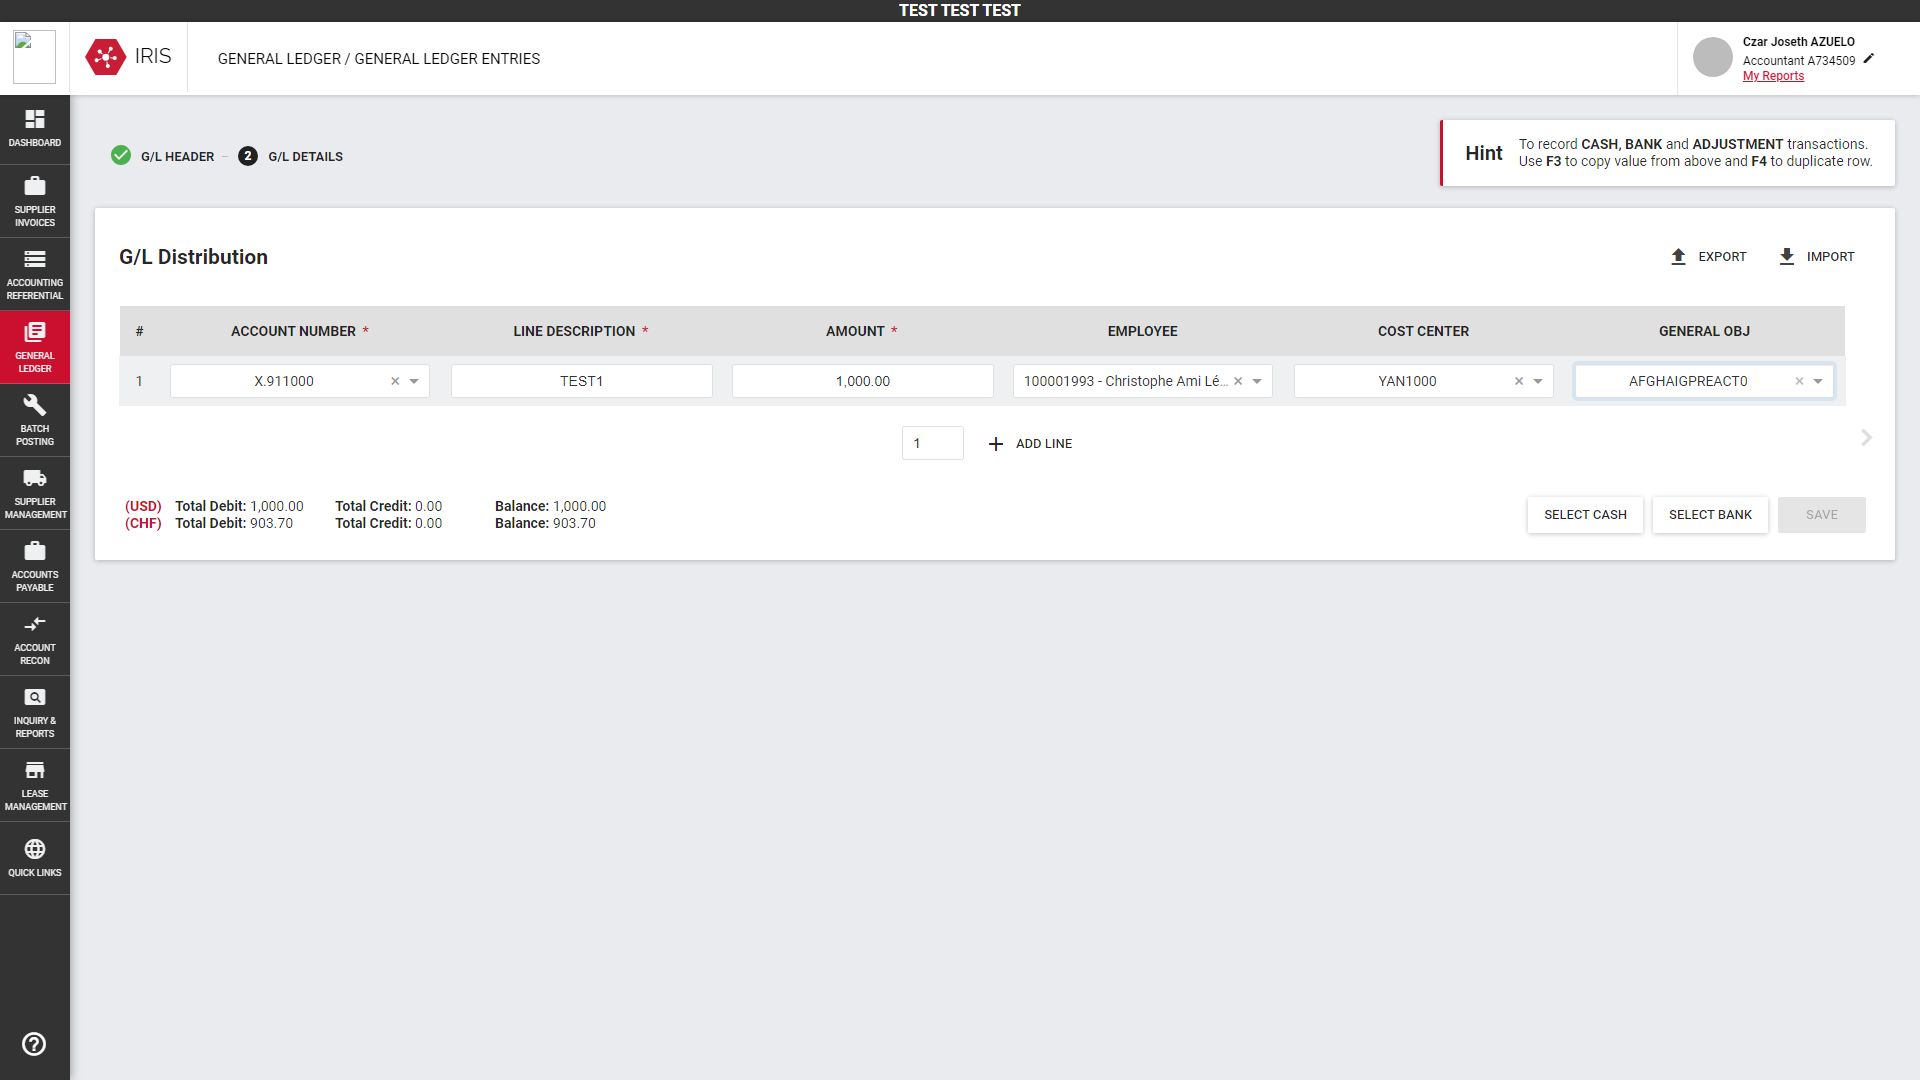 TEST TEST TEST
IRIS
GENERAL LEDGER / GENERAL LEDGER ENTRIES
Czar Joseth AZUELO
Accountant A734509
My Reports
DASHBOARD
SUPPLIER
INVOICES
ACCOUNTING
REFERENTIAL
GENERAL
LEDGER
BATCH
POSTING
SUPPLIER
MANAGEMENT
ACCOUNTS
PAYABLE
ACCOUNT
RECON
INQUIRY &
REPORTS
LEASE
MANAGEMENT
QUICK LINKS
G/L HEADER – 2 G/L DETAILS
Hint
To record CASH, BANK and ADJUSTMENT transactions.
Use F3 to copy value from above and F4 to duplicate row.
G/L Distribution
EXPORT IMPORT
# ACCOUNT NUMBER * LINE DESCRIPTION * AMOUNT * EMPLOYEE COST CENTER GENERAL OBJ
1 X.911000 × TEST1 1,000.00 100001993 - Christophe Ami Lé... × YAN1000 × AFGHAIGPREACT0 ×
1 + ADD LINE
(USD) Total Debit: 1,000.00 Total Credit: 0.00 Balance: 1,000.00
(CHF) Total Debit: 903.70 Total Credit: 0.00 Balance: 903.70
SELECT CASH SELECT BANK SAVE